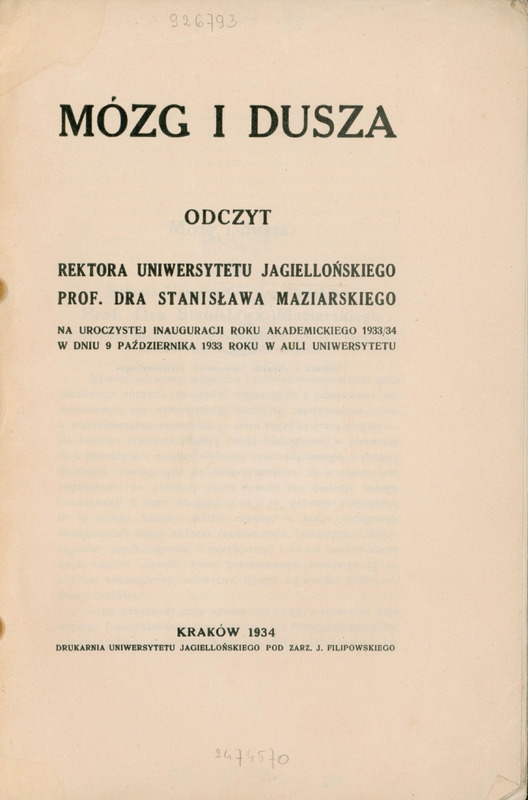 926793
MÓZG I DUSZA
ODCZYT
REKTORA UNIWERSYTETU JAGIELLOŃSKIEGO
PROF. DRA STANISŁAWA MAZIARSKIEGO
NA UROCZYSTEJ INAUGURACJI ROKU AKADEMICKIEGO 1933/34
W DNIU 9 PAŹDZIERNIKA 1933 ROKU W AULI UNIWERSYTETU
KRAKÓW 1934
DRUKARNIA UNIWERSYTETU JAGIELLOŃSKIEGO POD ZARZ. J. FILIPOWSKIEGO
2474570